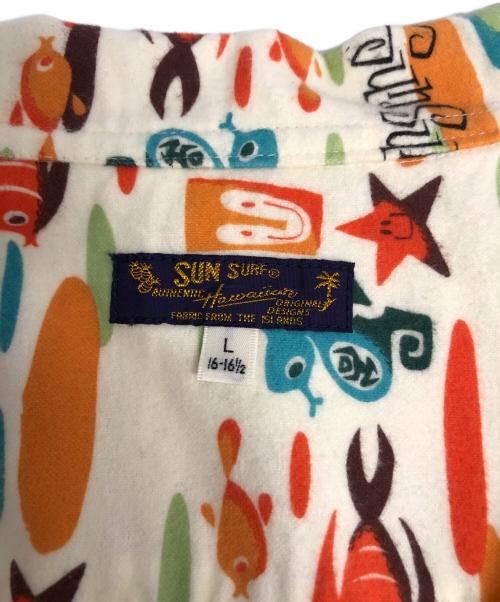 SUN SURF®
AUTHENTIC Hawaiian ORIGINAL DESIGNS
FABRIC FROM THE ISLANDS
L
16-16½